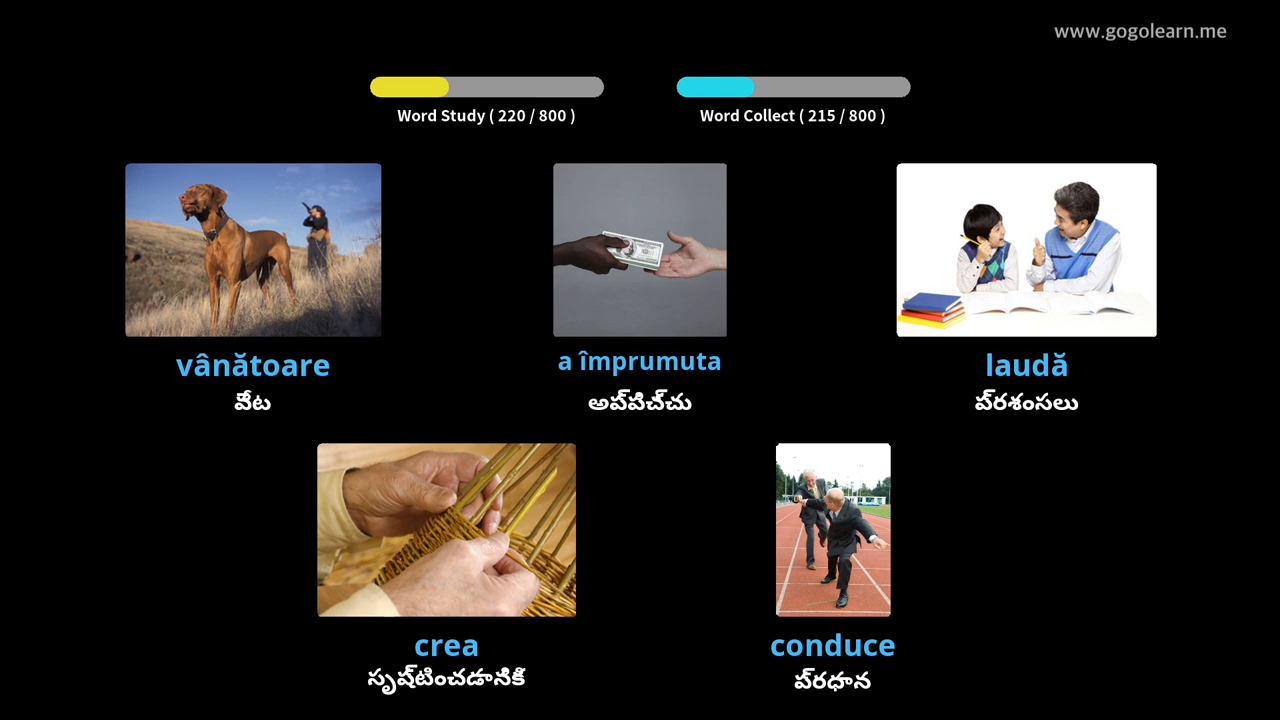 www.gogolearn.me
Word Study ( 220 / 800 )
Word Collect ( 215 / 800 )
vânătoare
వేట
a împrumuta
అప్పిచ్చు
laudă
ప్రశంసలు
crea
సృష్టించడానికి
conduce
ప్రధాన